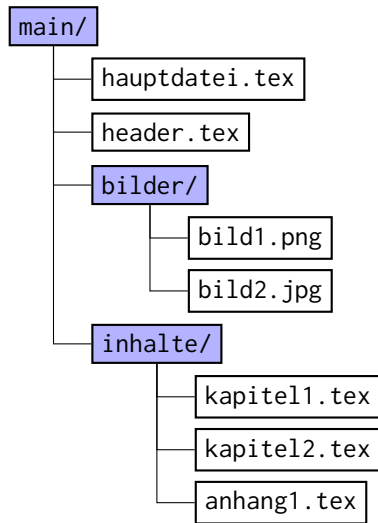 main/
hauptdatei.tex
header.tex
bilder/
bild1.png
bild2.jpg
inhalte/
kapitel1.tex
kapitel2.tex
anhang1.tex